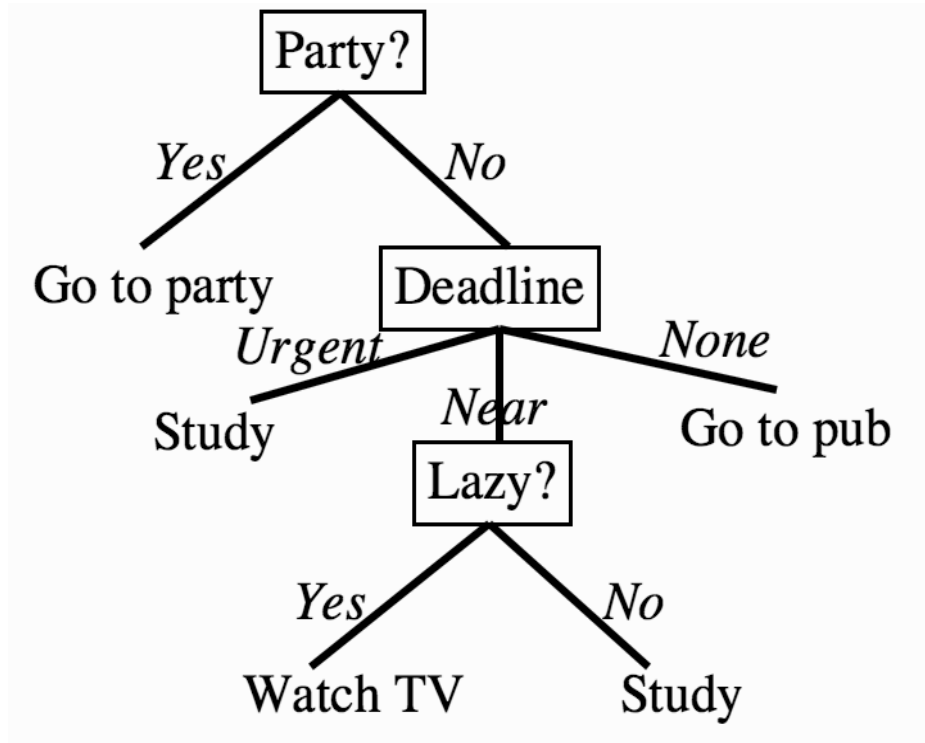 Party?
Yes
No
Go to party
Deadline
Urgent
None
Near
Study
Go to pub
Lazy?
Yes
No
Watch TV
Study